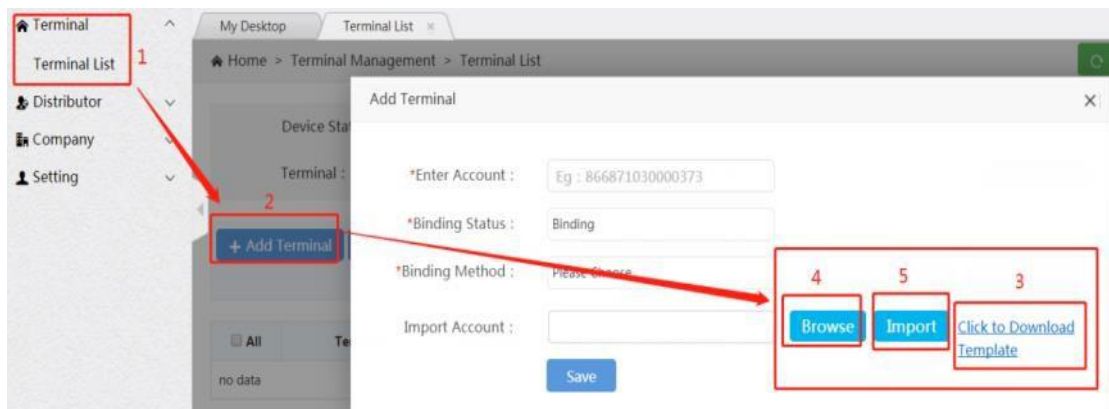 Terminal
Terminal List
1
Distributor
Company
Setting
My Desktop
Terminal List ×
Home > Terminal Management > Terminal List
Device Sta
Terminal :
2
+ Add Terminal
All
Te
no data
Add Terminal
×
*Enter Account :
Eg : 866871030000373
*Binding Status :
Binding
*Binding Method :
Please Choose
Import Account :
4
5
3
Browse
Import
Click to Download
Template
Save